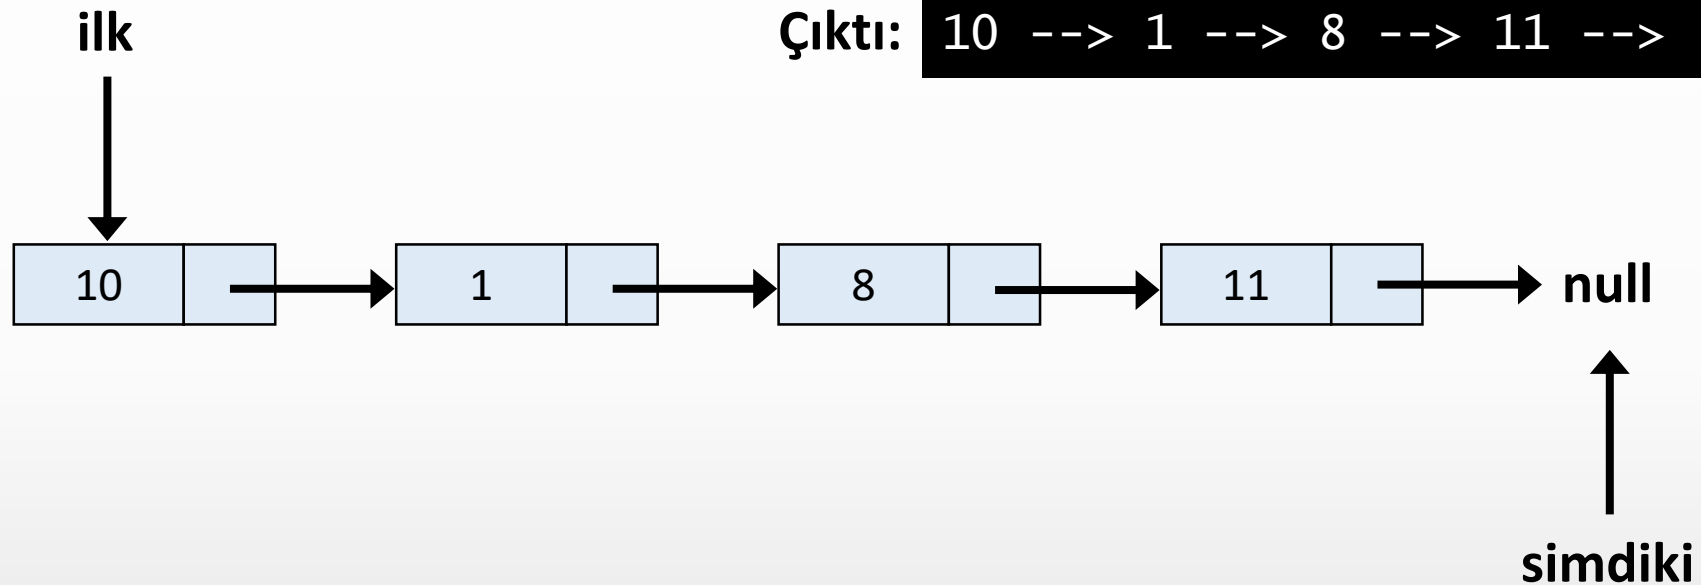 ilk
Çıktı: 10 --> 1 --> 8 --> 11 -->
10 1 8 11 null
simdiki